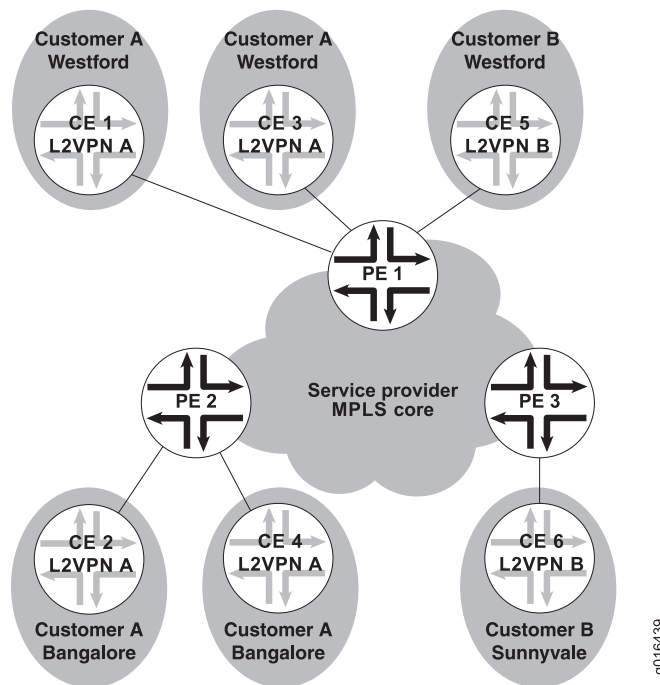 Customer A
Westford
CE 1
L2VPN A
Customer A
Westford
CE 3
L2VPN A
Customer B
Westford
CE 5
L2VPN B
PE 1
Service provider
MPLS core
PE 2
PE 3
CE 2
L2VPN A
Customer A
Bangalore
CE 4
L2VPN A
Customer A
Bangalore
CE 6
L2VPN B
Customer B
Sunnyvale
g016439